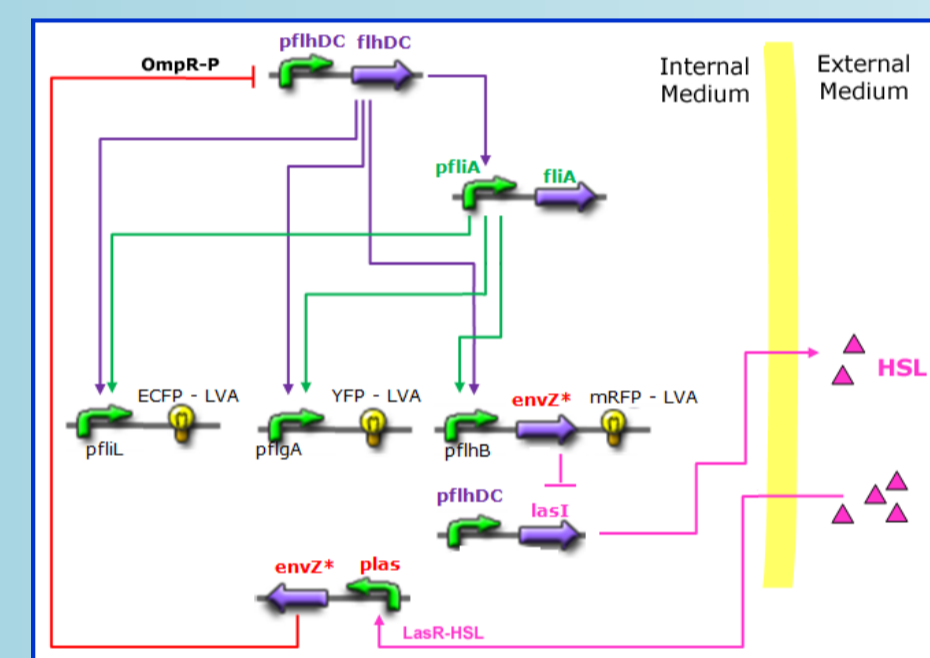 pflhDC flhDC
OmpR-P
Internal
Medium
External
Medium
pfliA
fliA
HSL
ECFP - LVA
YFP - LVA
envZ*
mRFP - LVA
pfliL
pflgA
pflhB
pflhDC
lasI
envZ*
plas
LasR-HSL